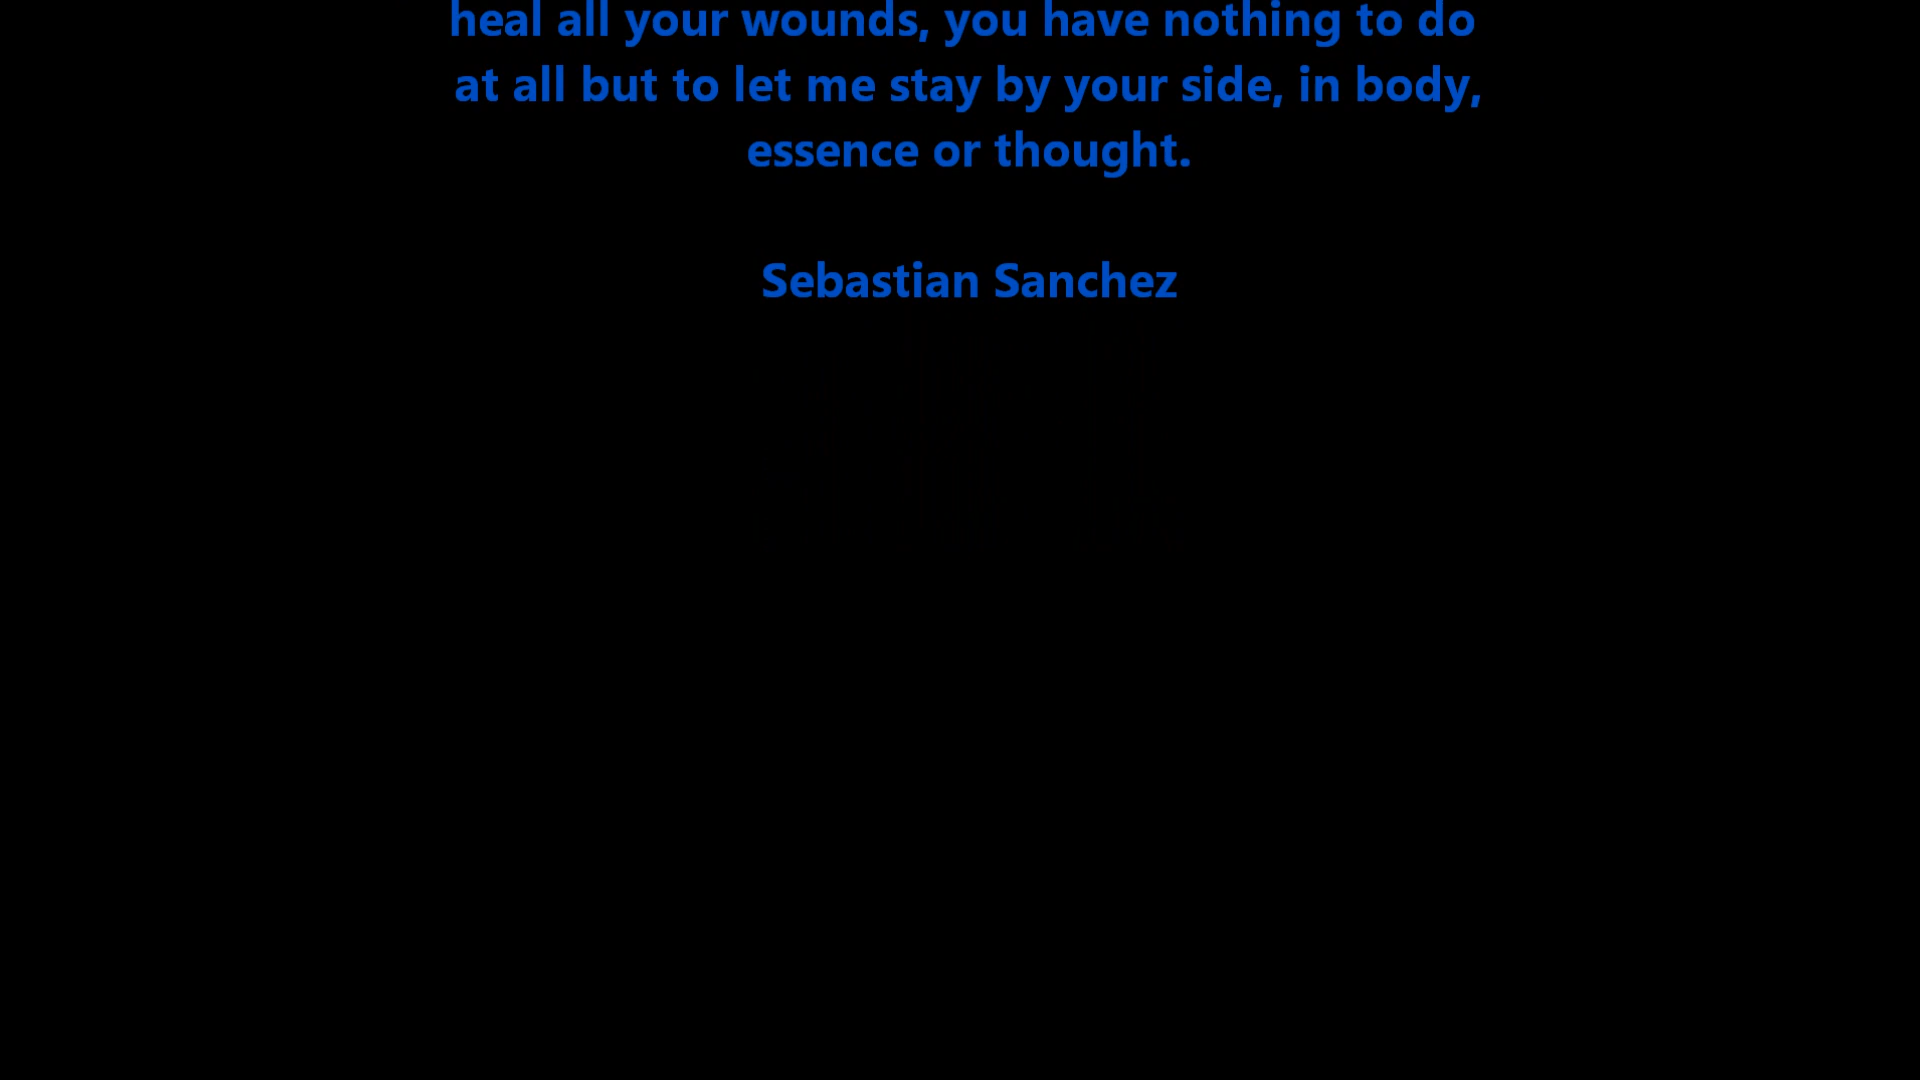 heal all your wounds, you have nothing to do
at all but to let me stay by your side, in body,
essence or thought.
Sebastian Sanchez